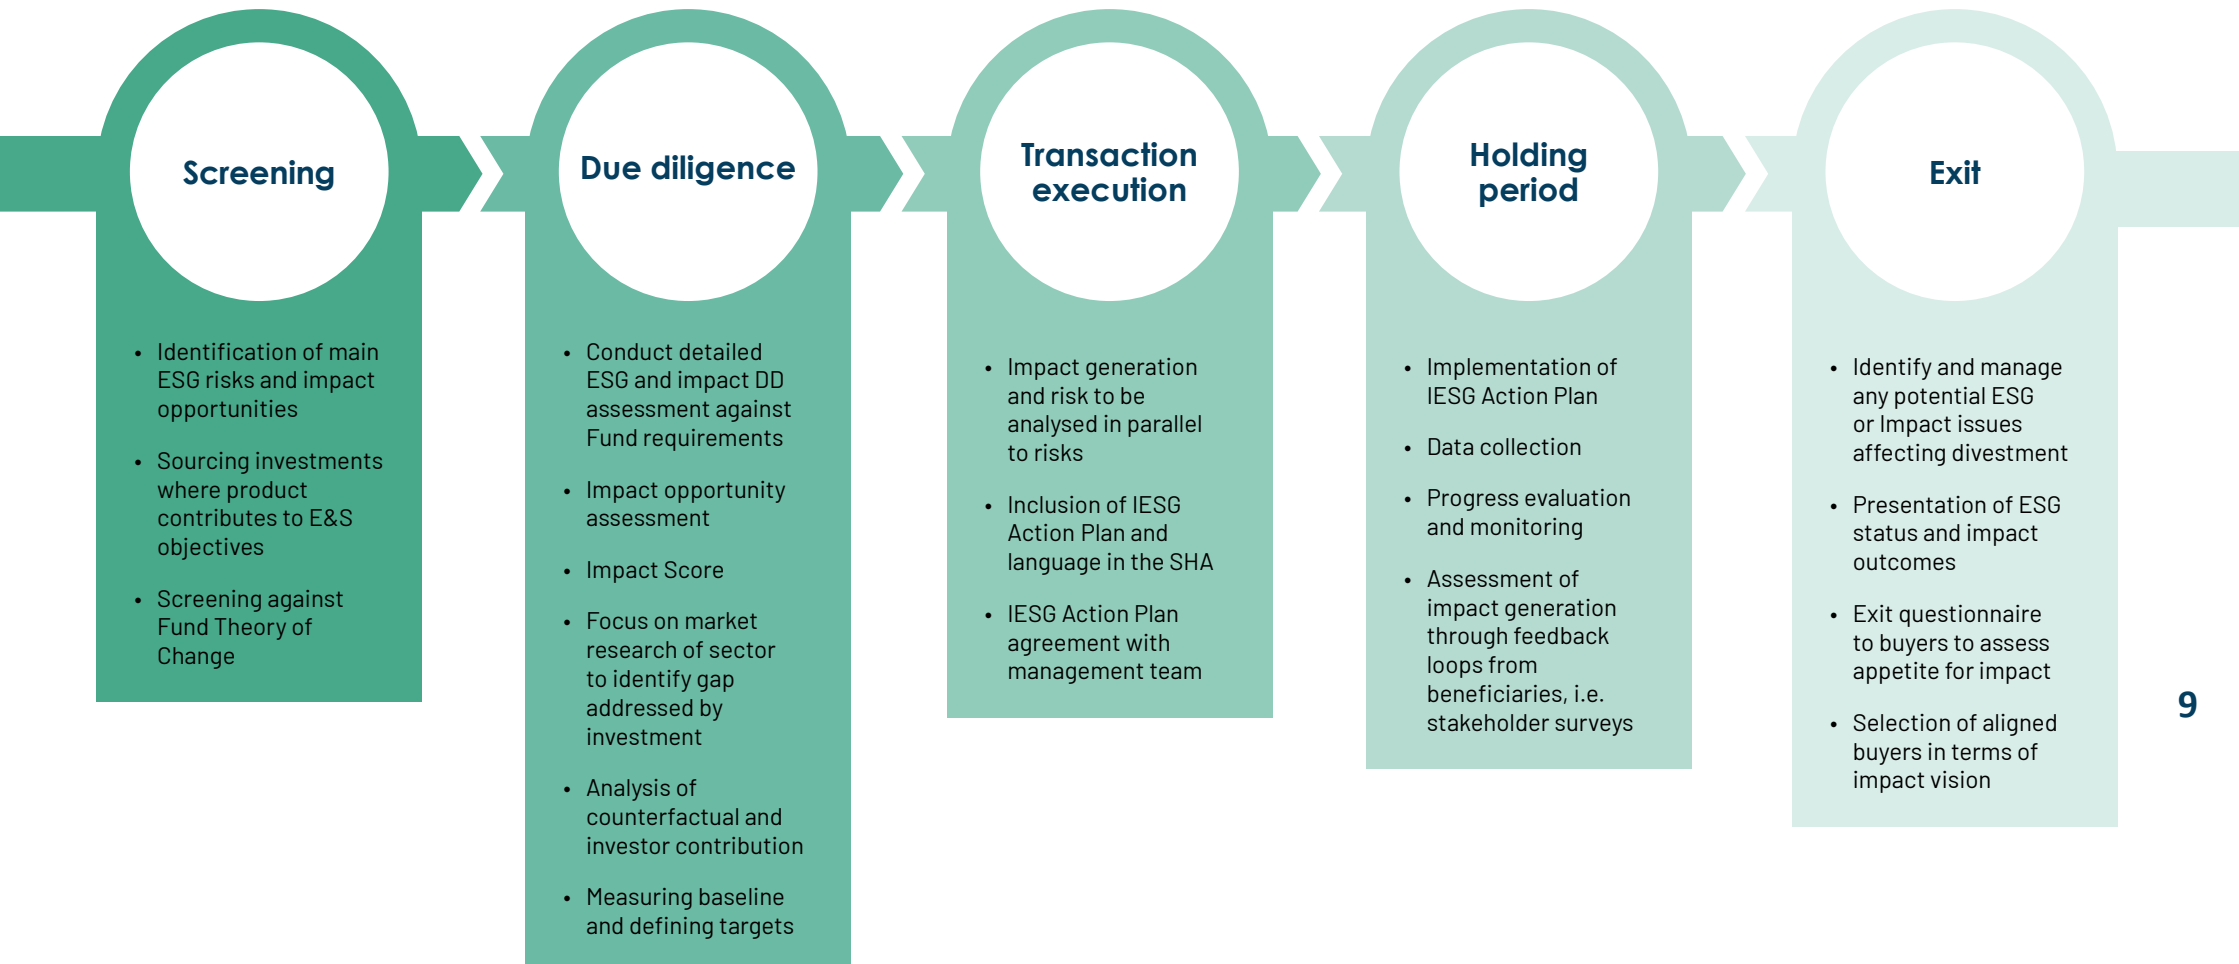 Screening
• Identification of main
ESG risks and impact
opportunities
• Sourcing investments
where product
contributes to E&S
objectives
• Screening against
Fund Theory of
Change
Due diligence
• Conduct detailed
ESG and impact DD
assessment against
Fund requirements
• Impact opportunity
assessment
• Impact Score
• Focus on market
research of sector
to identify gap
addressed by
investment
• Analysis of
counterfactual and
investor contribution
• Measuring baseline
and defining targets
Transaction
execution
• Impact generation
and risk to be
analysed in parallel
to risks
• Inclusion of IESG
Action Plan and
language in the SHA
• IESG Action Plan
agreement with
management team
Holding
period
• Implementation of
IESG Action Plan
• Data collection
• Progress evaluation
and monitoring
• Assessment of
impact generation
through feedback
loops from
beneficiaries, i.e.
stakeholder surveys
Exit
• Identify and manage
any potential ESG
or Impact issues
affecting divestment
• Presentation of ESG
status and impact
outcomes
• Exit questionnaire
to buyers to assess
appetite for impact
• Selection of aligned
buyers in terms of
impact vision
9